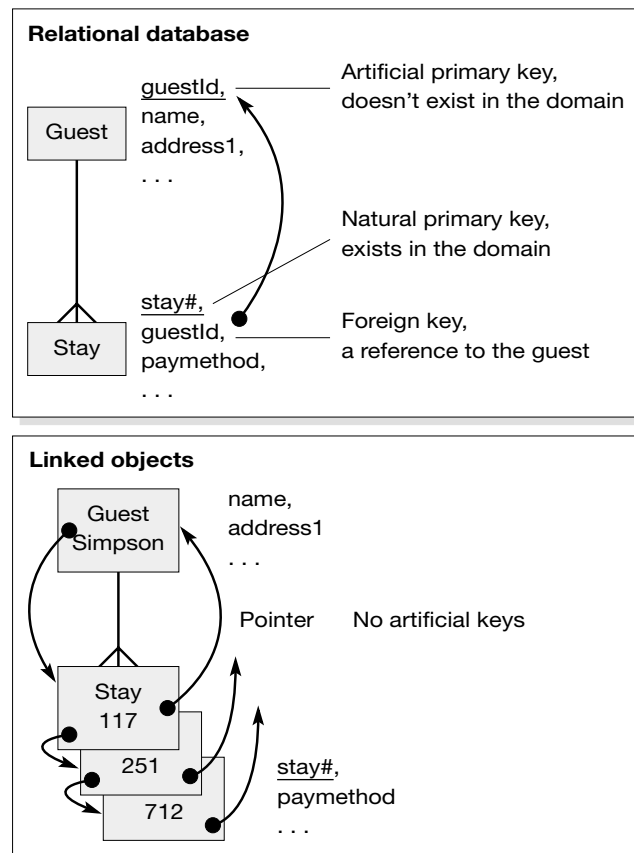 Relational database
guestId,
name,
address1,
. . .
Guest
Artificial primary key,
doesn't exist in the domain
Natural primary key,
exists in the domain
stay#,
guestId,
paymethod,
. . .
Stay
Foreign key,
a reference to the guest
Linked objects
Guest
Simpson
name,
address1
. . .
Pointer
No artificial keys
Stay
117
251
712
stay#,
paymethod
. . .